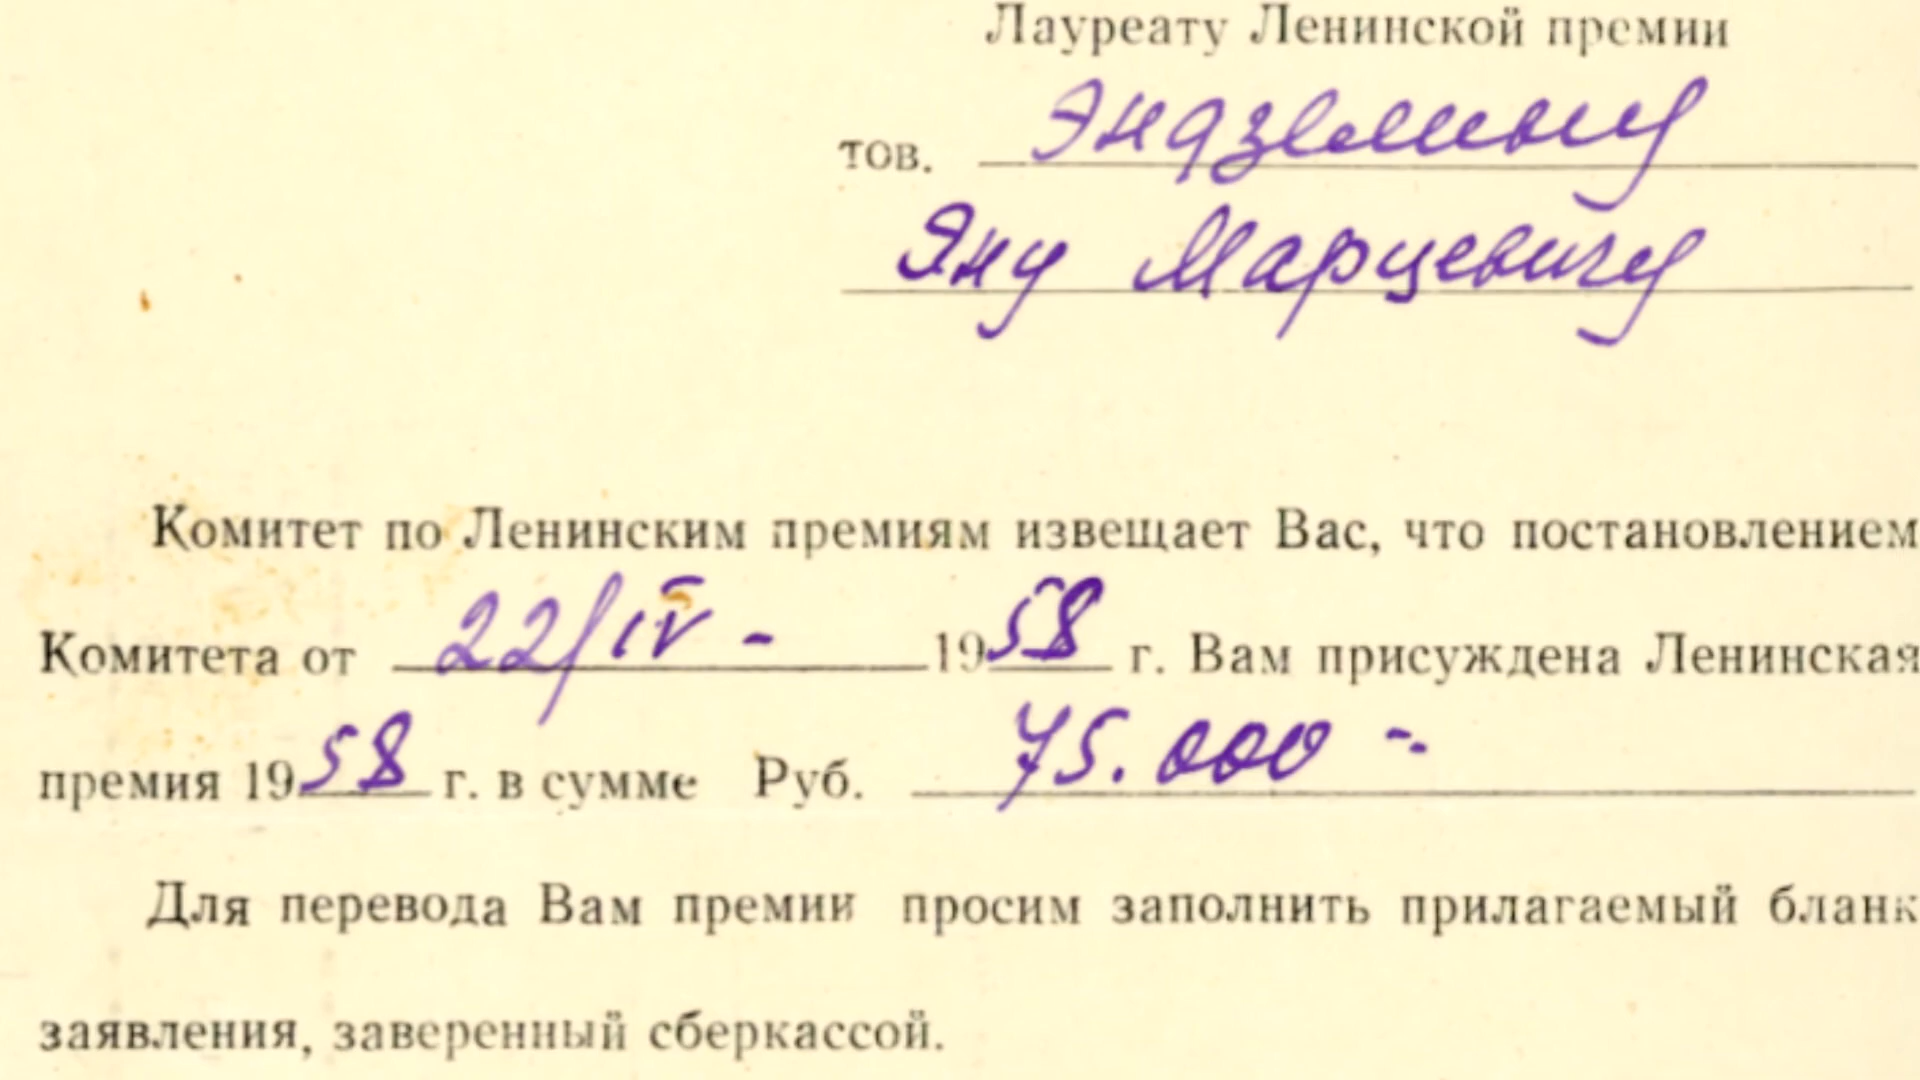 Лауреату Ленинской премии
тов. Эндзелину
Яну Марцевичу
Комитет по Ленинским премиям извещает Вас, что постановлением
Комитета от 22/IV - 1958 г. Вам присуждена Ленинская
премия 1958 г. в сумме Руб. 75.000 -
Для перевода Вам премии просим заполнить прилагаемый бланк
заявления, заверенный сберкассой.